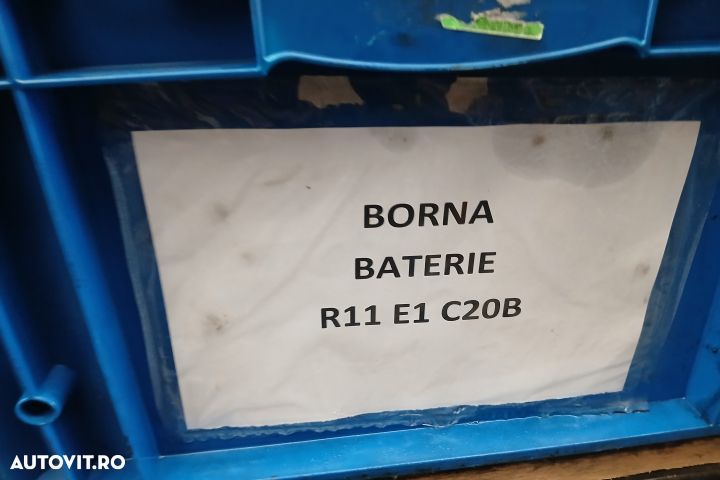 BORNA
BATERIE
R11 E1 C20B
AUTOVIT.RO